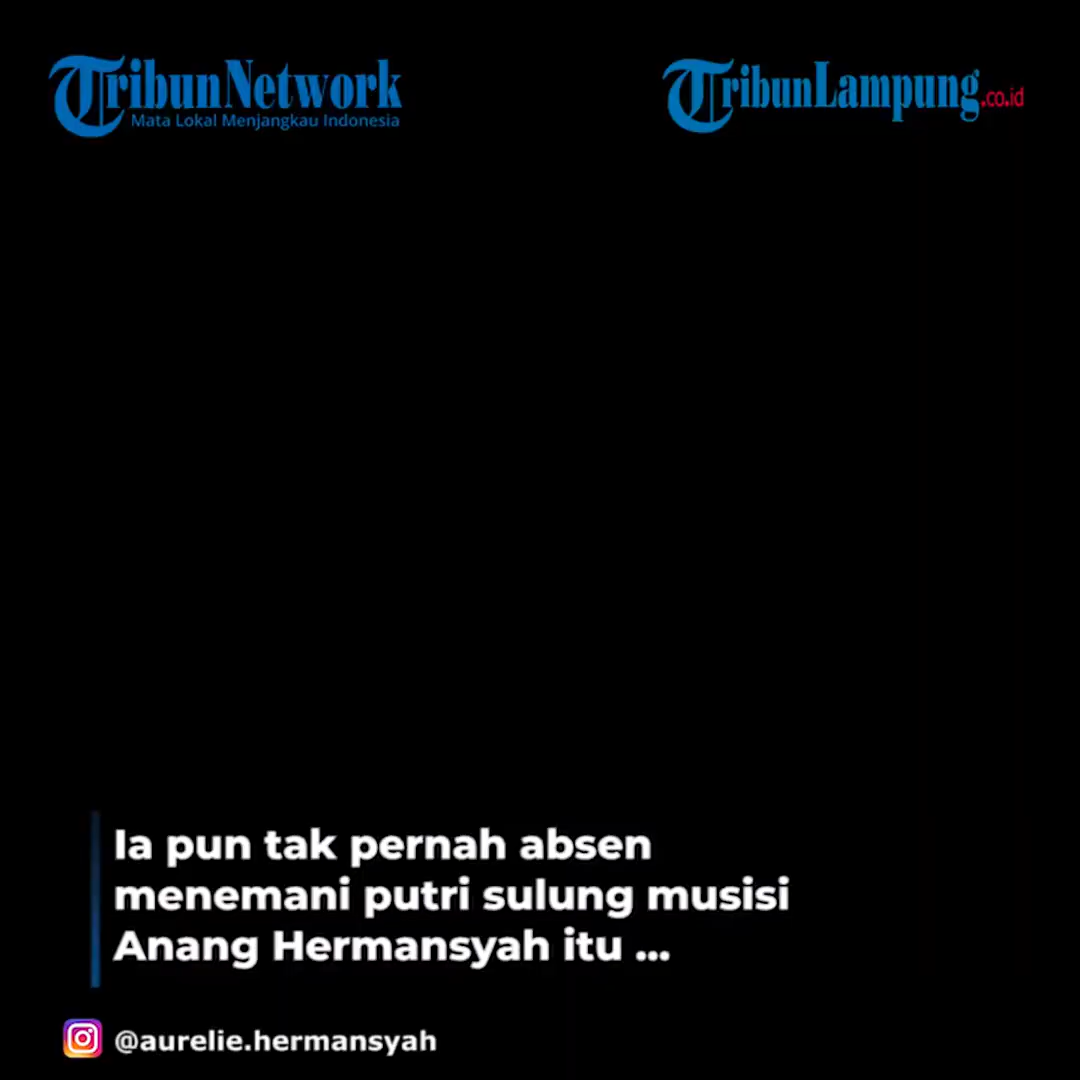 TribunNetwork
Mata Lokal Menjangkau Indonesia
TribunLampung.co.id
Ia pun tak pernah absen
menemani putri sulung musisi
Anang Hermansyah itu ...
@aurelie.hermansyah